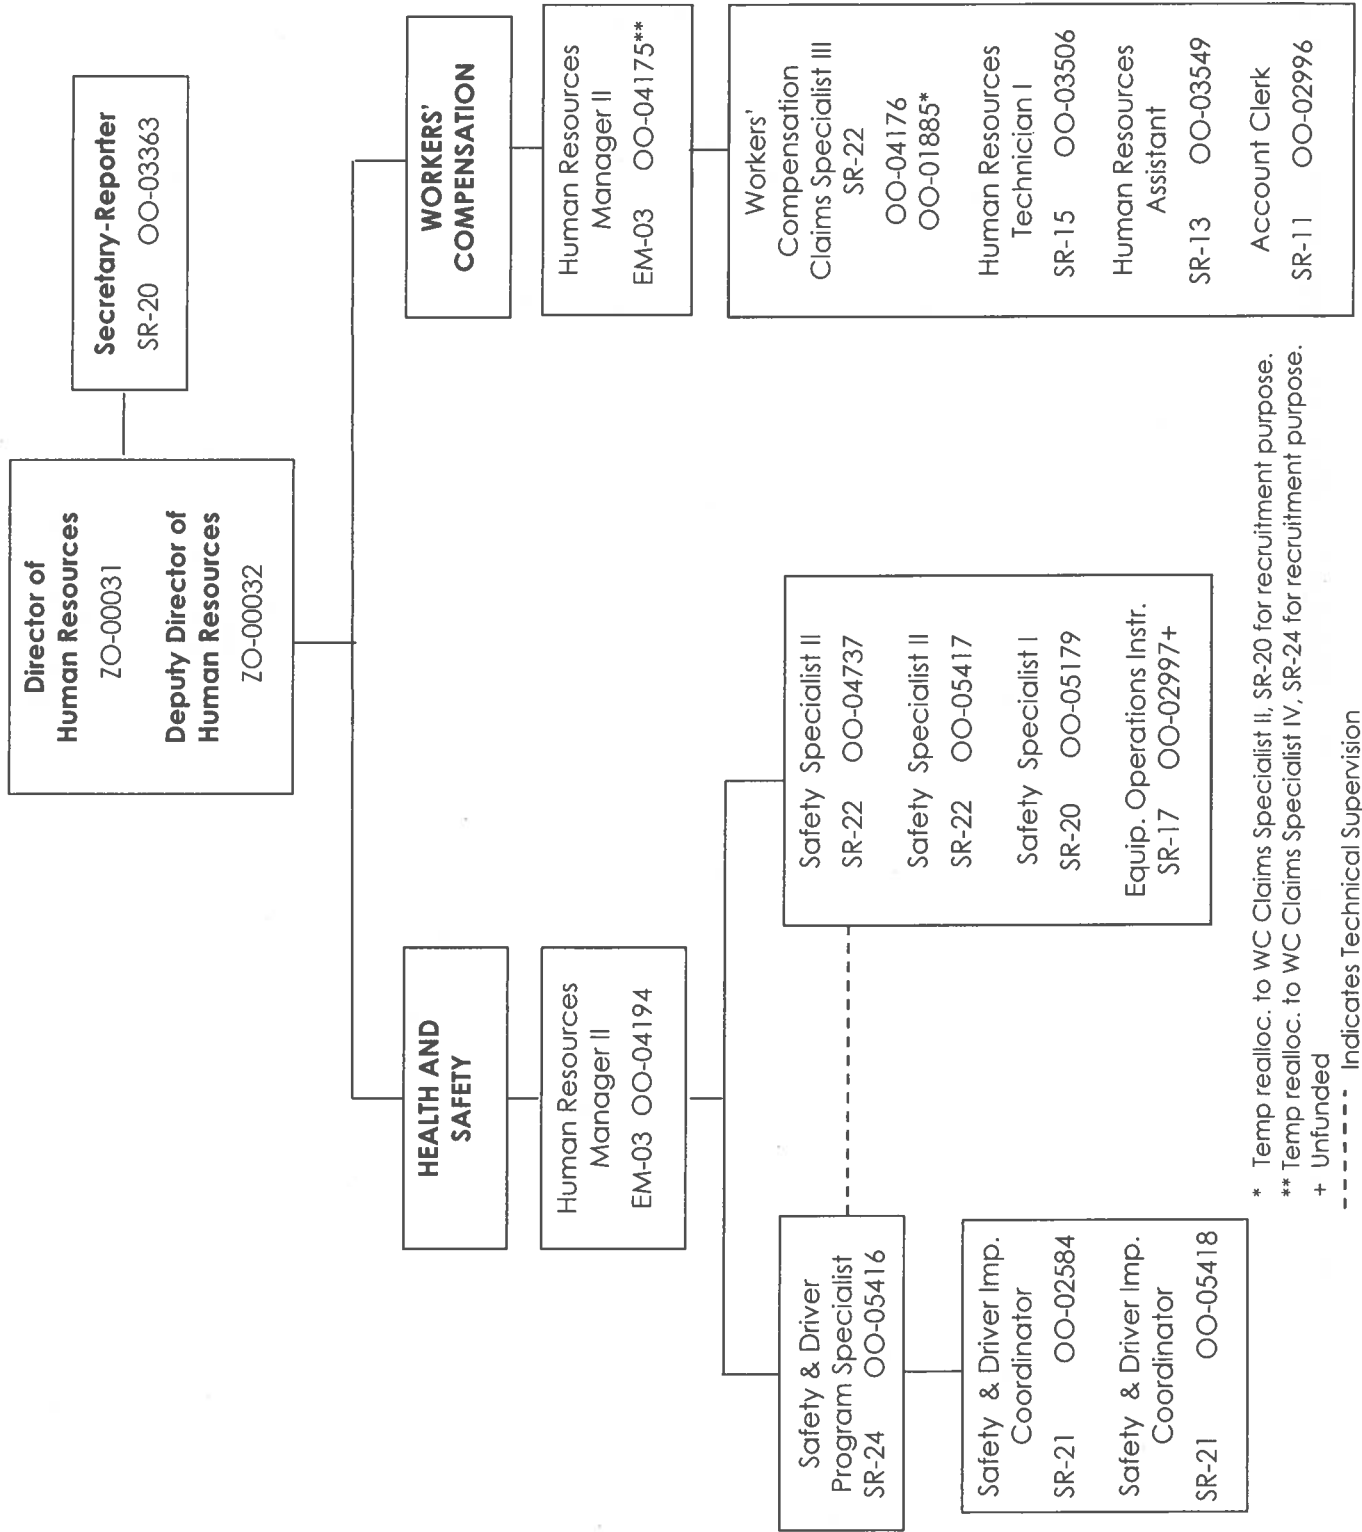 Director of
Human Resources
ZO-00031
Deputy Director of
Human Resources
ZO-00032
Secretary-Reporter
SR-20 OO-03363
HEALTH AND
SAFETY
Human Resources
Manager II
EM-03 OO-04194
Safety & Driver
Program Specialist
SR-24 OO-05416
Safety & Driver Imp.
Coordinator
SR-21 OO-02584
Safety & Driver Imp.
Coordinator
SR-21 OO-05418
Safety Specialist II
SR-22 OO-04737
Safety Specialist II
SR-22 OO-05417
Safety Specialist I
SR-20 OO-05179
Equip. Operations Instr.
SR-17 OO-02997+
WORKERS'
COMPENSATION
Human Resources
Manager II
EM-03 OO-04175**
Workers'
Compensation
Claims Specialist III
SR-22
OO-04176
OO-01885*
Human Resources
Technician I
SR-15 OO-03506
Human Resources
Assistant
SR-13 OO-03549
Account Clerk
SR-11 OO-02996
* Temp realloc. to WC Claims Specialist II, SR-20 for recruitment purpose.
** Temp realloc. to WC Claims Specialist IV, SR-24 for recruitment purpose.
+ Unfunded
----- Indicates Technical Supervision